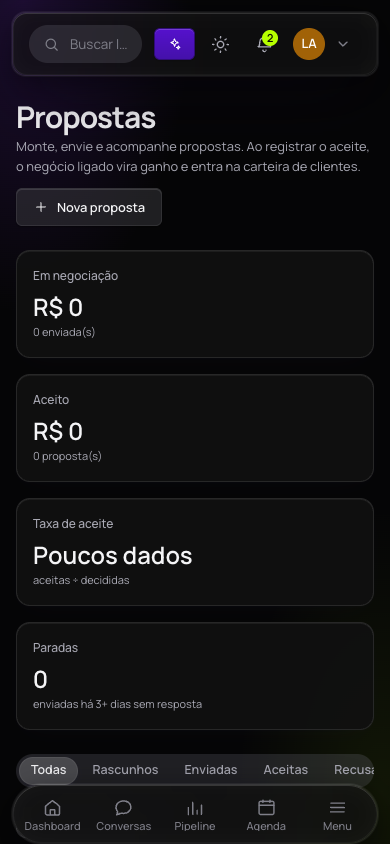 Buscar l...
2
LA
Propostas
Monte, envie e acompanhe propostas. Ao registrar o aceite,
o negócio ligado vira ganho e entra na carteira de clientes.
+ Nova proposta
Em negociação
R$ 0
0 enviada(s)
Aceito
R$ 0
0 proposta(s)
Taxa de aceite
Poucos dados
aceitas ÷ decididas
Paradas
0
enviadas há 3+ dias sem resposta
Todas Rascunhos Enviadas Aceitas Recusa
Dashboard Conversas Pipeline Agenda Menu